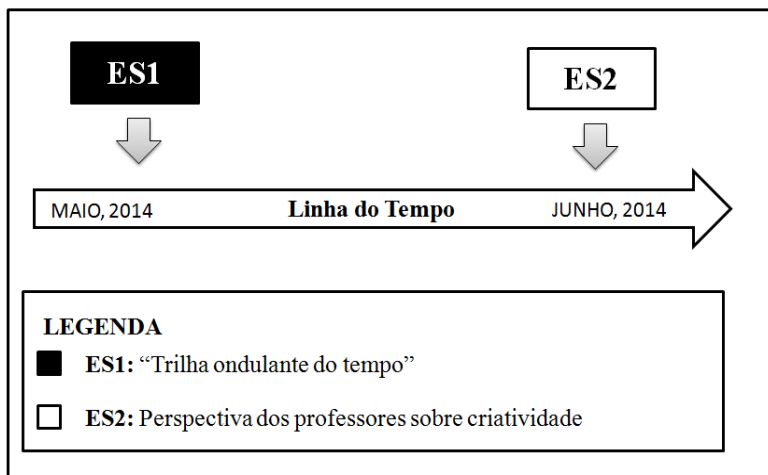 ES1
ES2
MAIO, 2014 Linha do Tempo JUNHO, 2014
LEGENDA
ES1: “Trilha ondulante do tempo”
ES2: Perspectiva dos professores sobre criatividade